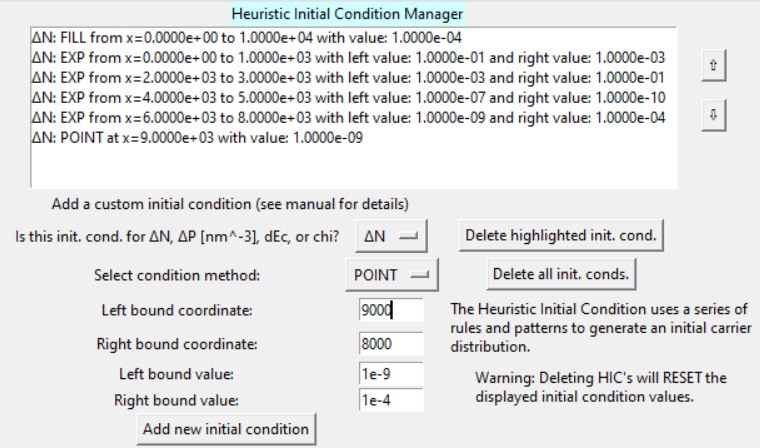 Heuristic Initial Condition Manager
ΔN: FILL from x=0.0000e+00 to 1.0000e+04 with value: 1.0000e-04
ΔN: EXP from x=0.0000e+00 to 1.0000e+03 with left value: 1.0000e-01 and right value: 1.0000e-03
ΔN: EXP from x=2.0000e+03 to 3.0000e+03 with left value: 1.0000e-03 and right value: 1.0000e-01
ΔN: EXP from x=4.0000e+03 to 5.0000e+03 with left value: 1.0000e-07 and right value: 1.0000e-10
ΔN: EXP from x=6.0000e+03 to 8.0000e+03 with left value: 1.0000e-09 and right value: 1.0000e-04
ΔN: POINT at x=9.0000e+03 with value: 1.0000e-09
⇧
⇩
Add a custom initial condition (see manual for details)
Is this init. cond. for ΔN, ΔP [nm^-3], dEc, or chi? ΔN Delete highlighted init. cond.
Select condition method: POINT Delete all init. conds.
Left bound coordinate: 9000
Right bound coordinate: 8000
Left bound value: 1e-9
Right bound value: 1e-4
Add new initial condition
The Heuristic Initial Condition uses a series of
rules and patterns to generate an initial carrier
distribution.
Warning: Deleting HIC's will RESET the
displayed initial condition values.